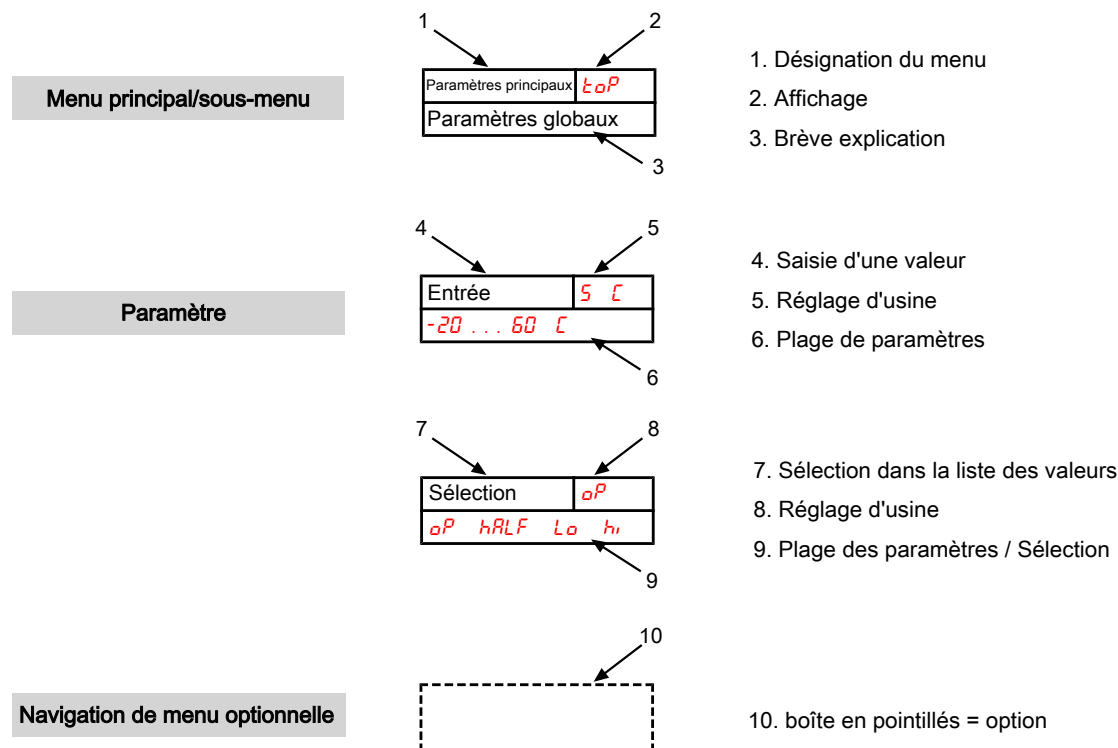 1 2
Menu principal/sous-menu
Paramètres principaux toP
Paramètres globaux
3
1. Désignation du menu
2. Affichage
3. Brève explication
4 5
Paramètre
Entrée 5 C
-20 . . . 60 C
6
4. Saisie d'une valeur
5. Réglage d'usine
6. Plage de paramètres
7 8
Sélection oP
oP hALF Lo hi
9
7. Sélection dans la liste des valeurs
8. Réglage d'usine
9. Plage des paramètres / Sélection
10
Navigation de menu optionnelle
10. boîte en pointillés = option